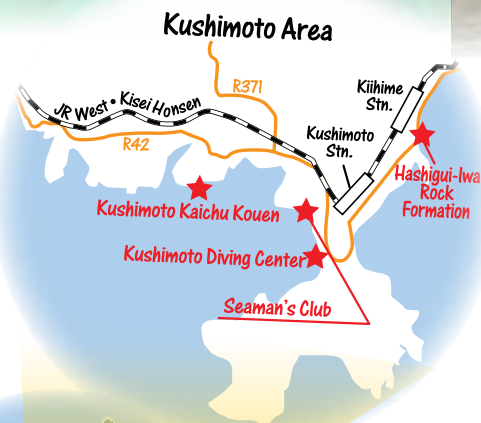 Kushimoto Area
R371
Kiihime
Stn.
JR West • Kisei Honsen
R42
Kushimoto
Stn.
Hashigui-Iwa
Rock
Formation
Kushimoto Kaichu Kouen
Kushimoto Diving Center
Seaman's Club